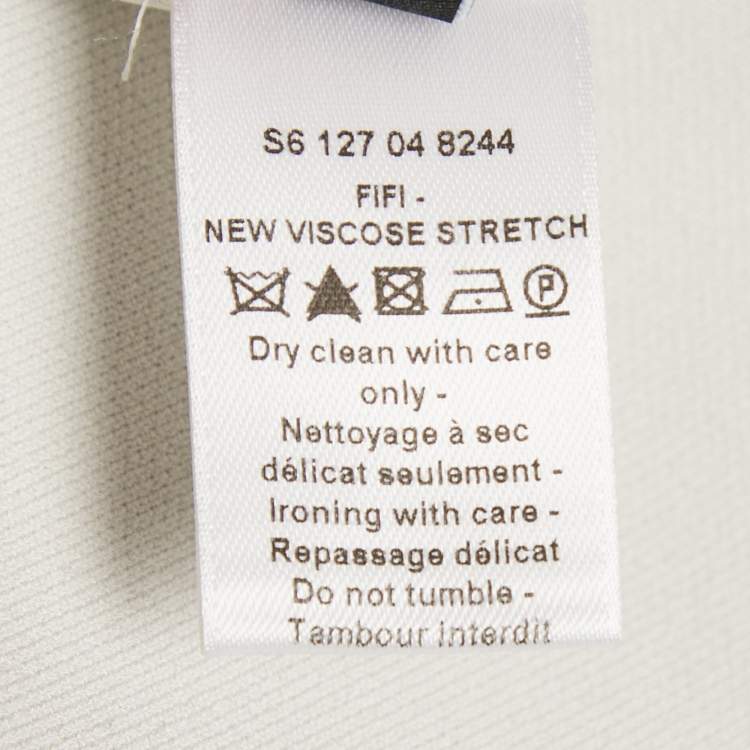 S6 127 04 8244
FIFI -
NEW VISCOSE STRETCH
P
Dry clean with care
only -
Nettoyage à sec
délicat seulement -
Ironing with care -
Repassage délicat
Do not tumble -
Tambour interdit